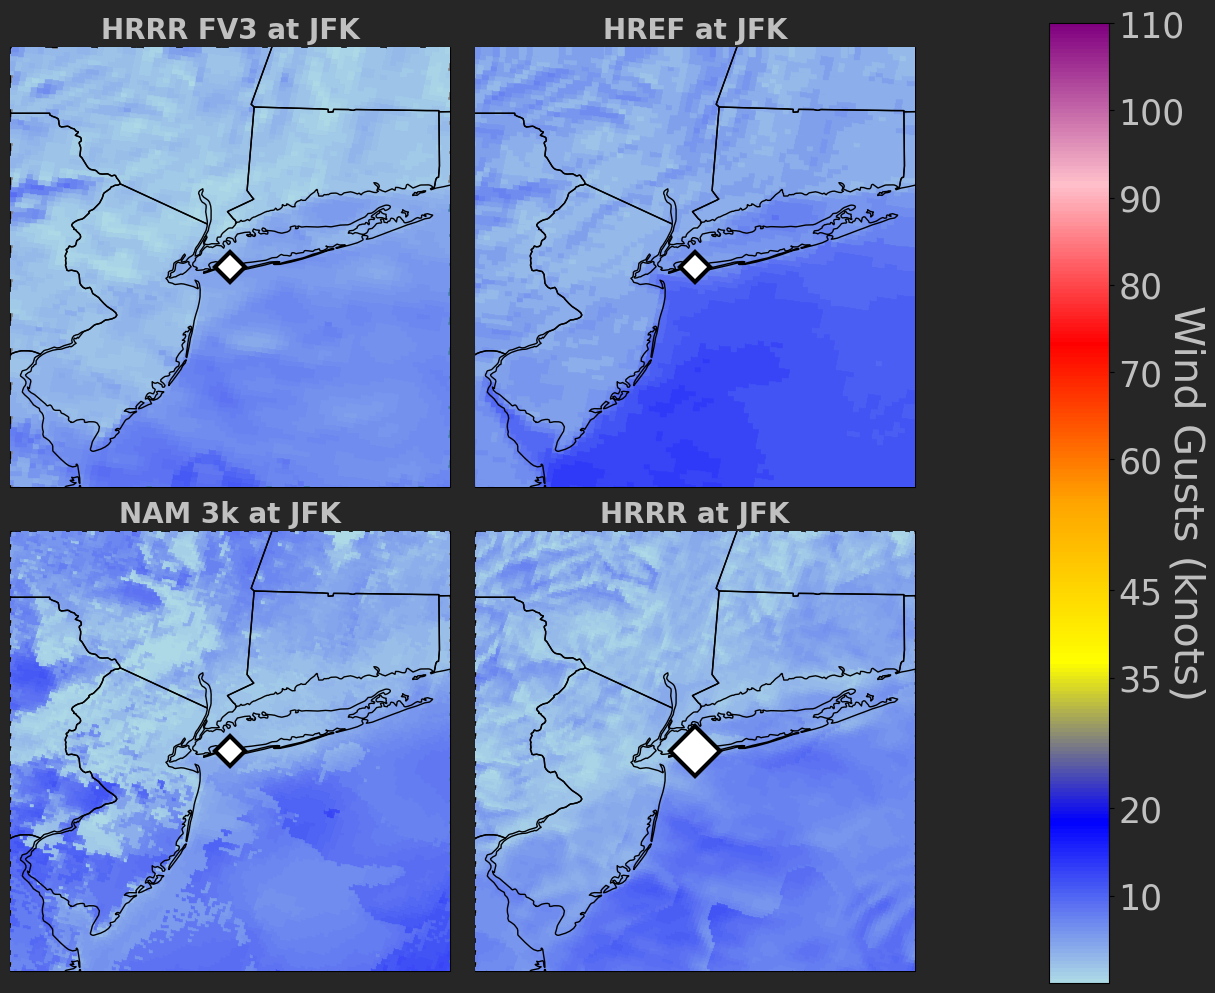 HRRR FV3 at JFK
HREF at JFK
NAM 3k at JFK
HRRR at JFK
110
100
90
80
70
60
45
35
20
10
Wind Gusts (knots)